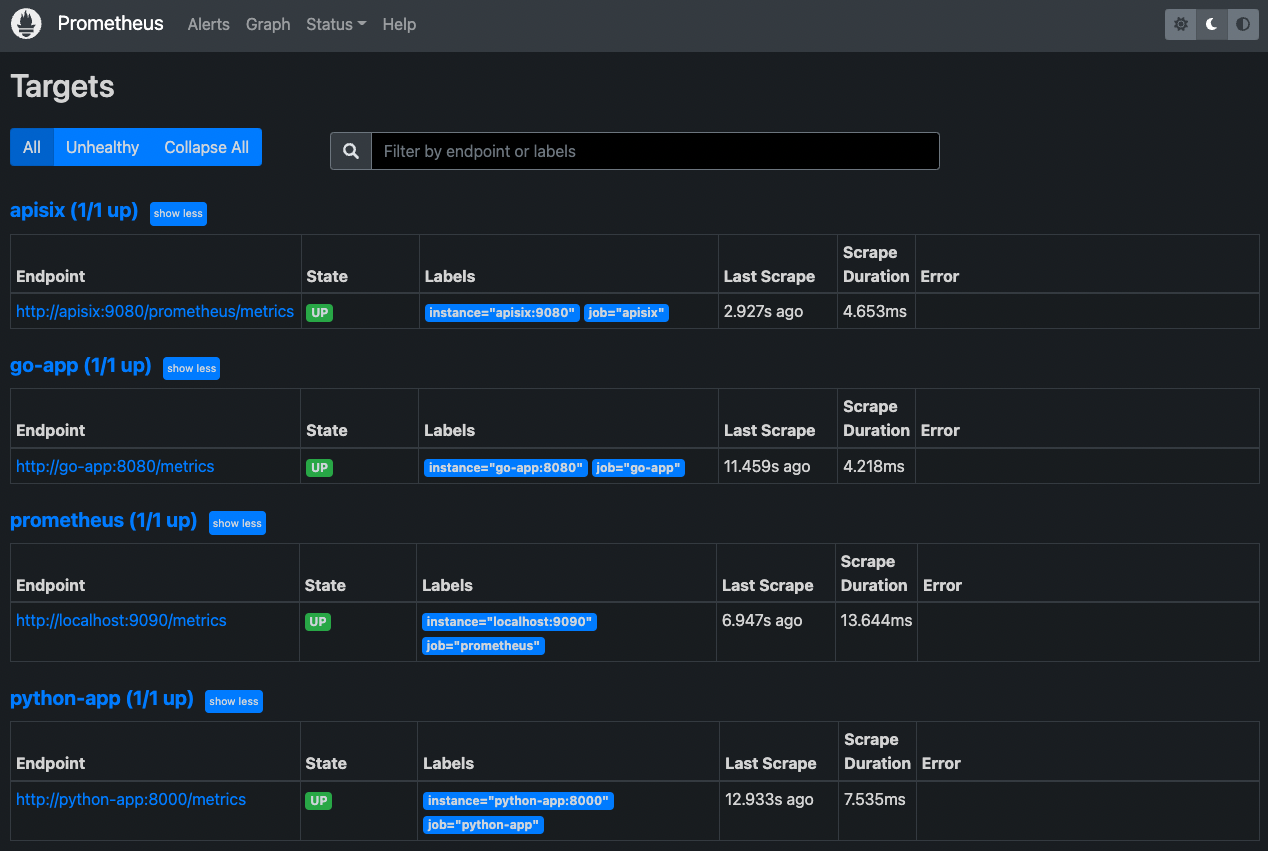 Prometheus Alerts Graph Status Help
Targets
All Unhealthy Collapse All Filter by endpoint or labels
apisix (1/1 up) show less
Endpoint State Labels Last Scrape Scrape Duration Error
http://apisix:9080/prometheus/metrics UP instance="apisix:9080" job="apisix" 2.927s ago 4.653ms
go-app (1/1 up) show less
Endpoint State Labels Last Scrape Scrape Duration Error
http://go-app:8080/metrics UP instance="go-app:8080" job="go-app" 11.459s ago 4.218ms
prometheus (1/1 up) show less
Endpoint State Labels Last Scrape Scrape Duration Error
http://localhost:9090/metrics UP instance="localhost:9090" 6.947s ago 13.644ms
job="prometheus"
python-app (1/1 up) show less
Endpoint State Labels Last Scrape Scrape Duration Error
http://python-app:8000/metrics UP instance="python-app:8000" 12.933s ago 7.535ms
job="python-app"